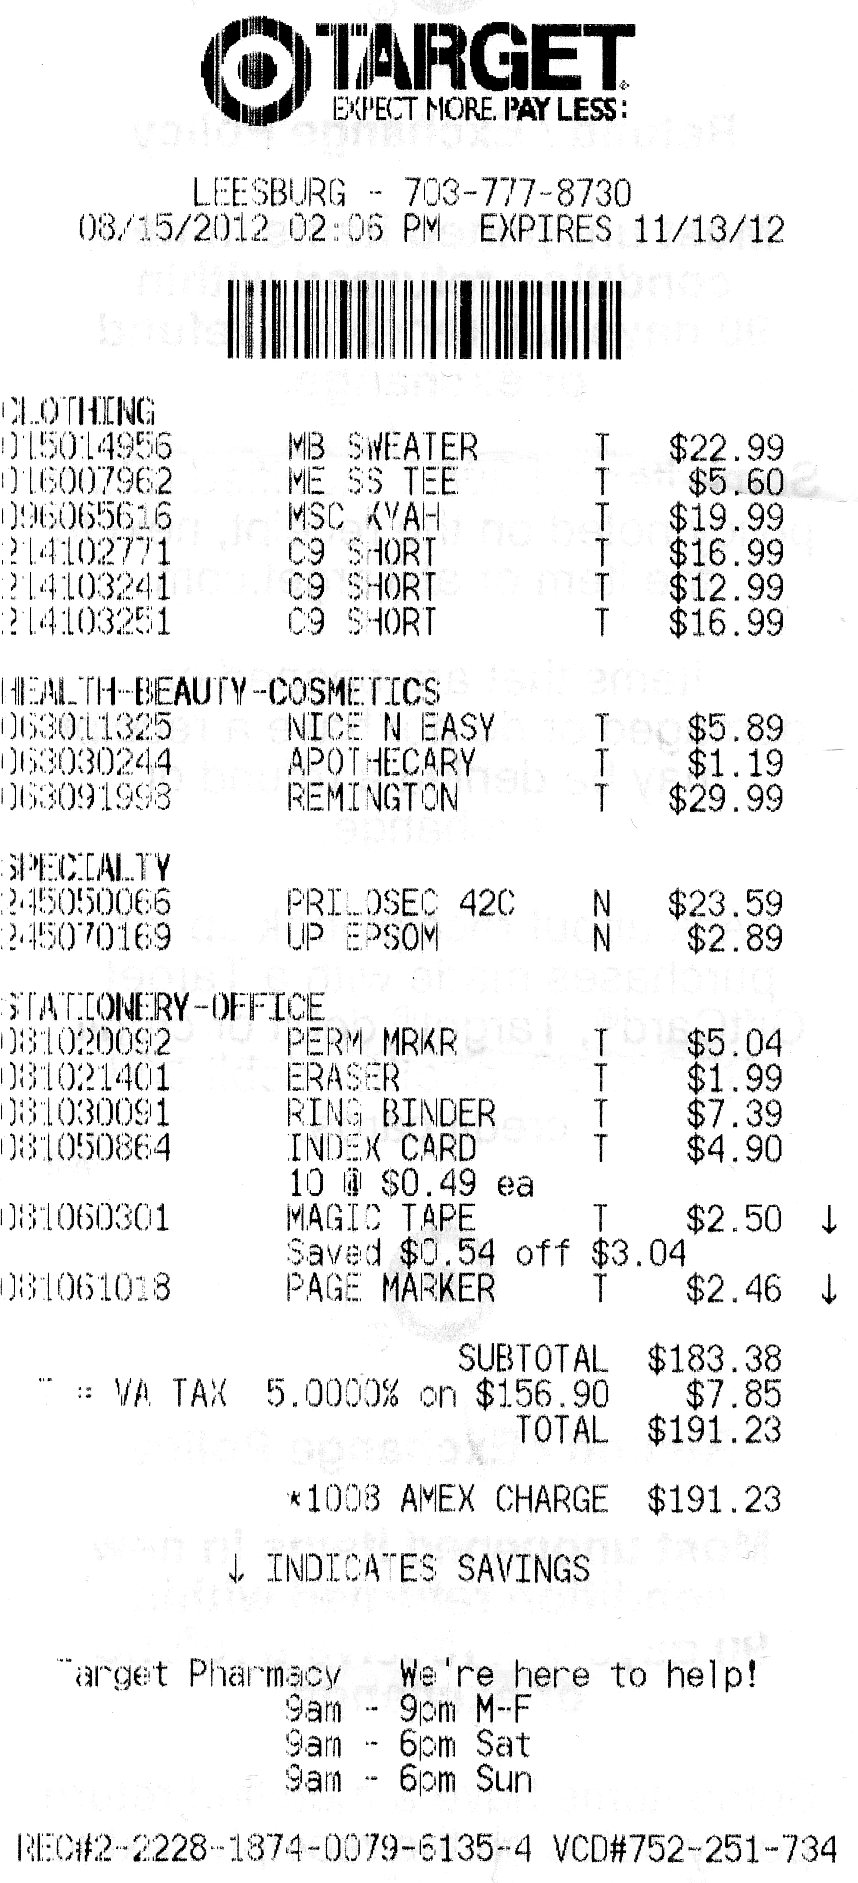 TARGET
EXPECT MORE. PAY LESS:
LEESBURG - 703-777-8730
08/15/2012 02:06 PM EXPIRES 11/13/12
CLOTHING
015014956 MB SWEATER T $22.99
016007962 ME SS TEE T $5.60
096065616 MSC KYAH T $19.99
214102771 C9 SHORT T $16.99
214103241 C9 SHORT T $12.99
214103251 C9 SHORT T $16.99
HEALTH-BEAUTY-COSMETICS
063011325 NICE N EASY T $5.89
063030244 APOTHECARY T $1.19
063091998 REMINGTON T $29.99
SPECIALTY
245050066 PRILOSEC 42C N $23.59
245070169 UP EPSOM N $2.89
STATIONERY-OFFICE
081020092 PERM MRKR T $5.04
081021401 ERASER T $1.99
081030091 RING BINDER T $7.39
081050864 INDEX CARD T $4.90
10 @ $0.49 ea
081060301 MAGIC TAPE T $2.50 ↓
Saved $0.54 off $3.04
081061018 PAGE MARKER T $2.46 ↓
SUBTOTAL $183.38
T = VA TAX 5.0000% on $156.90 $7.85
TOTAL $191.23
*1008 AMEX CHARGE $191.23
↓ INDICATES SAVINGS
Target Pharmacy We're here to help!
9am - 9pm M-F
9am - 6pm Sat
9am - 6pm Sun
REC#2-2228-1874-0079-6135-4 VCD#752-251-734